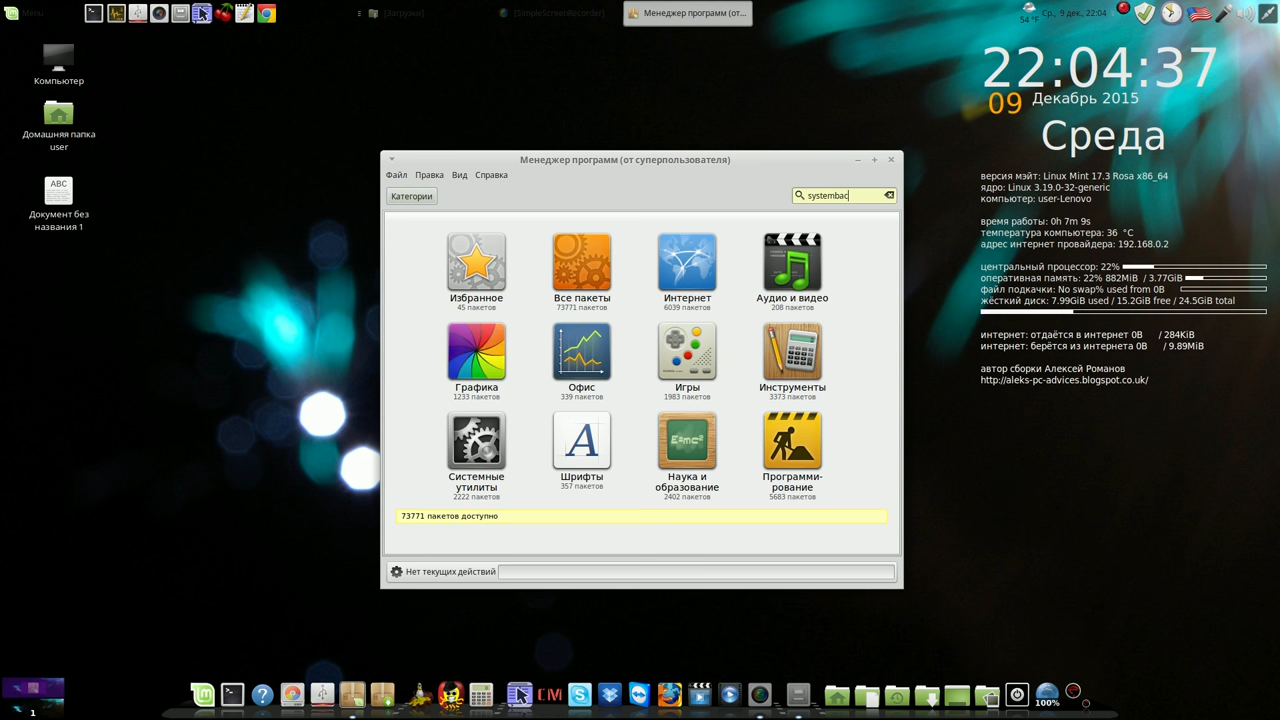 Menu
[Загрузки]
[SimpleScreenRecorder]
Менеджер программ (от...
54 °F
Ср., 9 дек., 22:04
Компьютер
Домашняя папка
user
ABC
Документ без
названия 1
22:04:37
09 Декабрь 2015
Среда
версия мэйт: Linux Mint 17.3 Rosa x86_64
ядро: Linux 3.19.0-32-generic
компьютер: user-Lenovo
время работы: 0h 7m 9s
температура компьютера: 36 °C
адрес интернет провайдера: 192.168.0.2
центральный процессор: 22%
оперативная память: 22% 882MiB / 3.77GiB
файл подкачки: No swap% used from 0B
жёсткий диск: 7.99GiB used / 15.2GiB free / 24.5GiB total
интернет: отдаётся в интернет 0B / 284KiB
интернет: берётся из интернета 0B / 9.89MiB
автор сборки Алексей Романов
http://aleks-pc-advices.blogspot.co.uk/
Менеджер программ (от суперпользователя)
Файл Правка Вид Справка
Категории
systembac
Избранное
45 пакетов
Все пакеты
73771 пакетов
Интернет
6039 пакетов
Аудио и видео
208 пакетов
Графика
1233 пакетов
Офис
339 пакетов
Игры
1983 пакетов
Инструменты
3373 пакетов
Системные
утилиты
2222 пакетов
A
Шрифты
357 пакетов
E=mc²
Наука и
образование
2402 пакетов
Программи-
рование
5683 пакетов
73771 пакетов доступно
Нет текущих действий
1
CM
100%